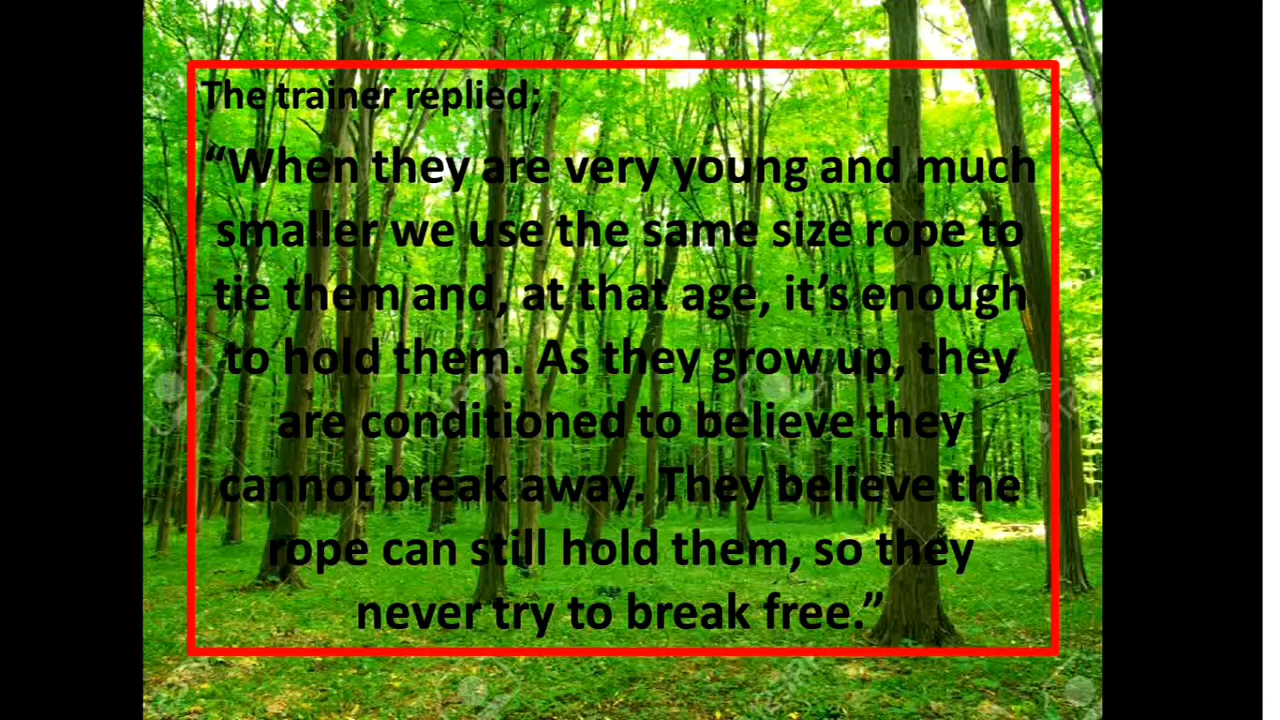 The trainer replied;
“When they are very young and much
smaller we use the same size rope to
tie them and, at that age, it’s enough
to hold them. As they grow up, they
are conditioned to believe they
cannot break away. They believe the
rope can still hold them, so they
never try to break free.”